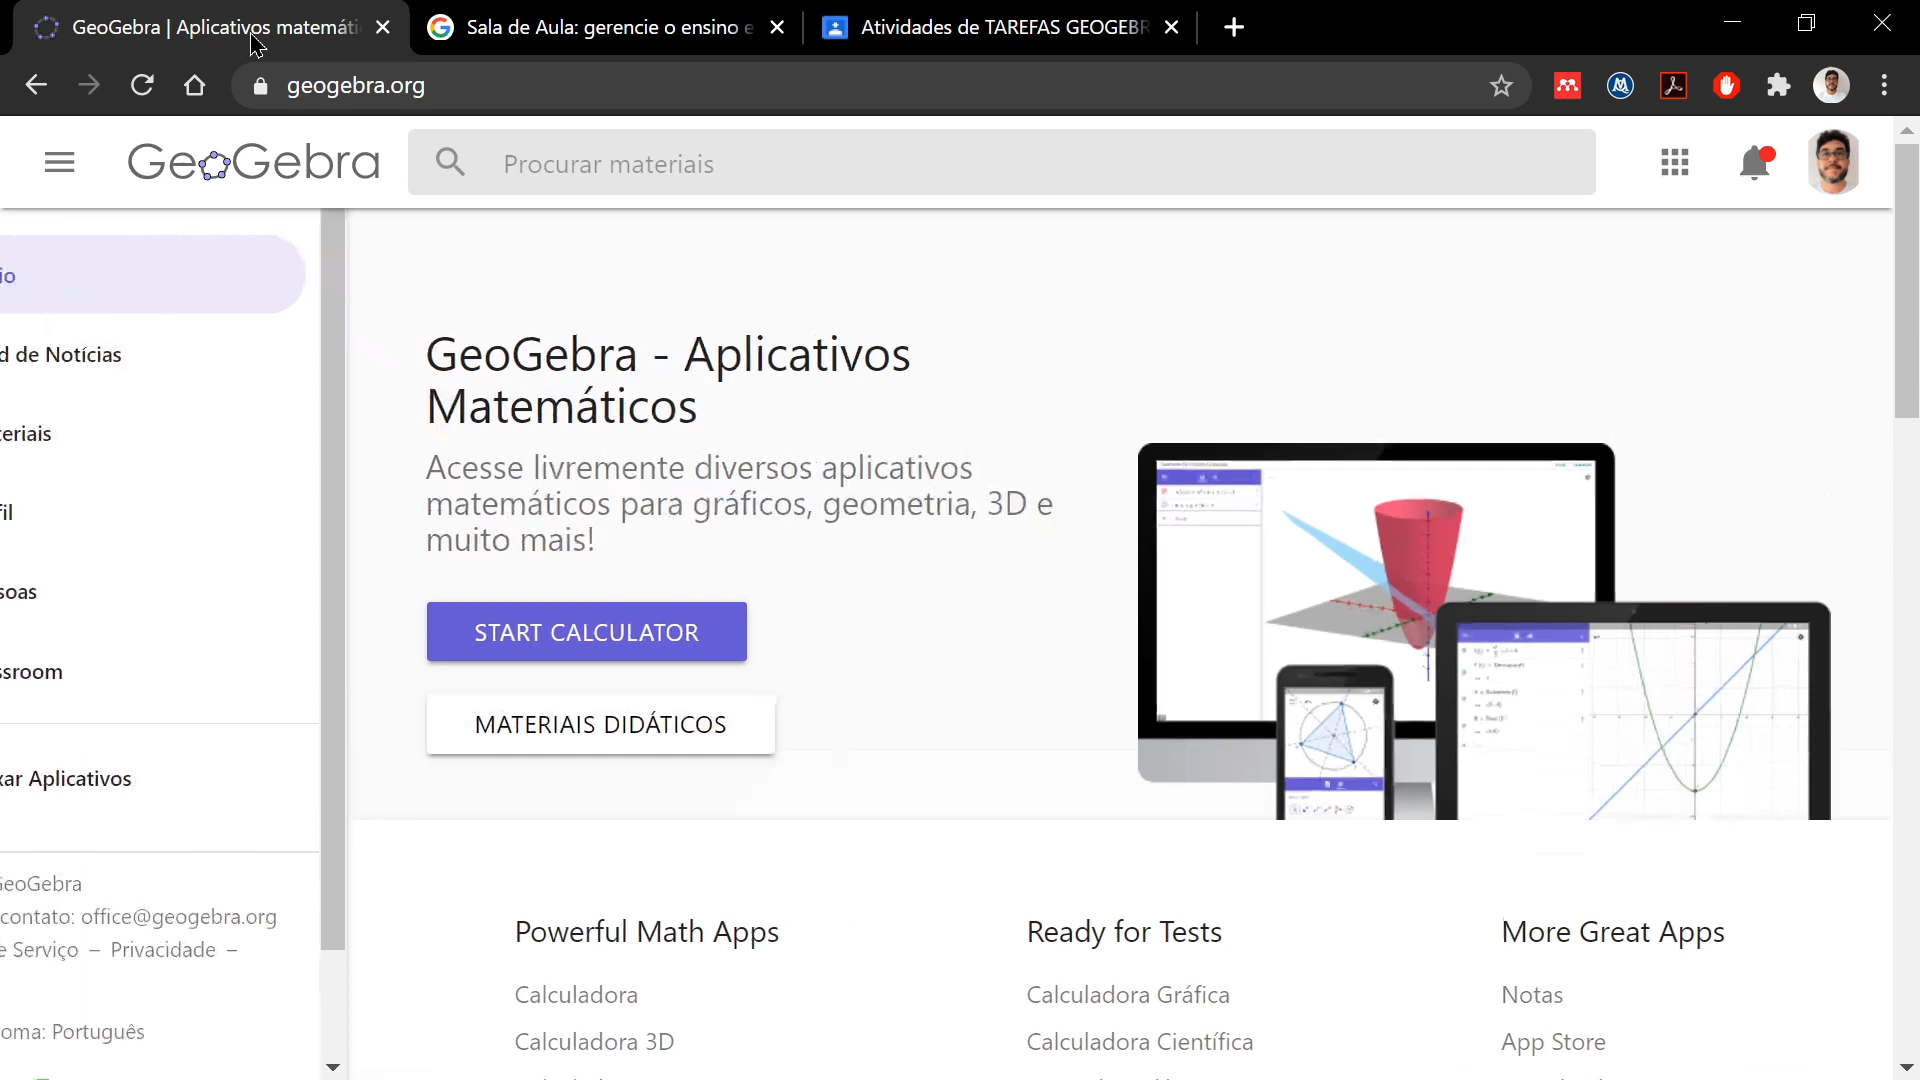 GeoGebra | Aplicativos matemáti
Sala de Aula: gerencie o ensino e
Atividades de TAREFAS GEOGEBR
geogebra.org
GeoGebra
Procurar materiais
io
d de Notícias
teriais
fil
soas
ssroom
xar Aplicativos
GeoGebra
contato: office@geogebra.org
e Serviço – Privacidade –
oma: Português
GeoGebra - Aplicativos
Matemáticos
Acesse livremente diversos aplicativos
matemáticos para gráficos, geometria, 3D e
muito mais!
START CALCULATOR
MATERIAIS DIDÁTICOS
Powerful Math Apps
Calculadora
Calculadora 3D
Ready for Tests
Calculadora Gráfica
Calculadora Científica
More Great Apps
Notas
App Store